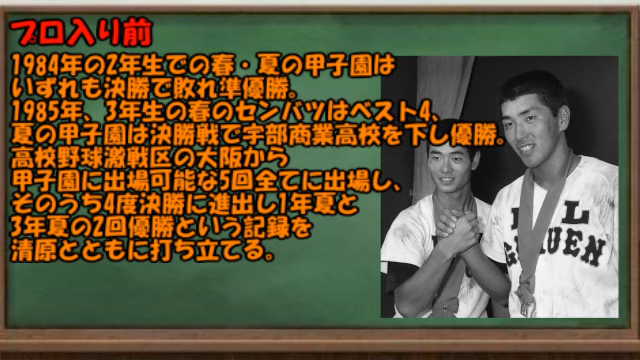 プロ入り前
1984年の2年生での春・夏の甲子園は
いずれも決勝で敗れ準優勝。
1985年、3年生の春のセンバツはベスト4、
夏の甲子園は決勝戦で宇部商業高校を下し優勝。
高校野球激戦区の大阪から
甲子園に出場可能な5回全てに出場し、
そのうち4度決勝に進出し1年夏と
3年夏の2回優勝という記録を
清原とともに打ち立てる。